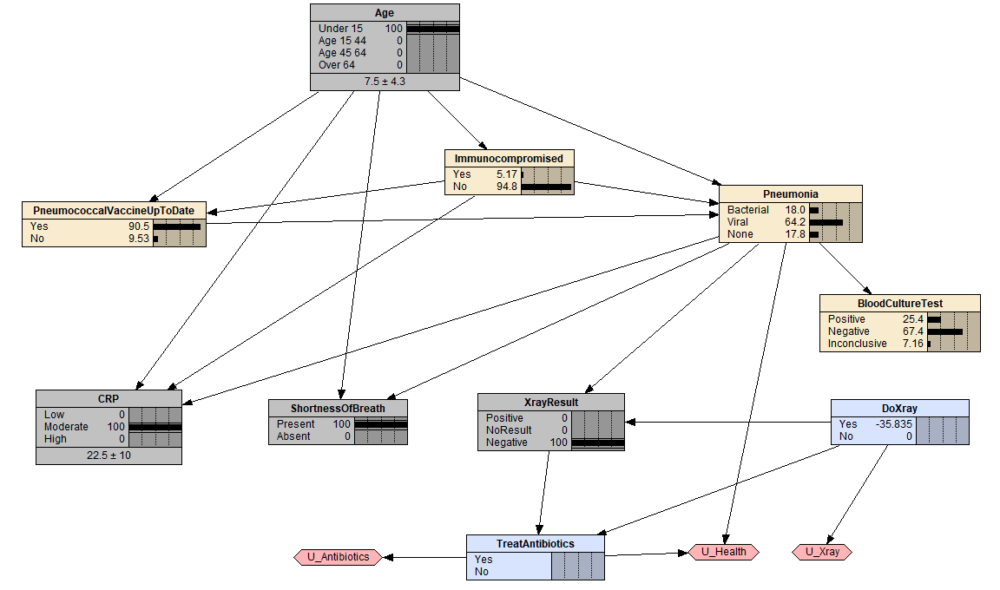 Age
Under 15 100
Age 15 44 0
Age 45 64 0
Over 64 0
7.5 ± 4.3
Immunocompromised
Yes 5.17
No 94.8
PneumococcalVaccineUpToDate
Yes 90.5
No 9.53
Pneumonia
Bacterial 18.0
Viral 64.2
None 17.8
BloodCultureTest
Positive 25.4
Negative 67.4
Inconclusive 7.16
CRP
Low 0
Moderate 100
High 0
22.5 ± 10
ShortnessOfBreath
Present 100
Absent 0
XrayResult
Positive 0
NoResult 0
Negative 100
DoXray
Yes -35.835
No 0
TreatAntibiotics
Yes
No
U_Antibiotics
U_Health
U_Xray